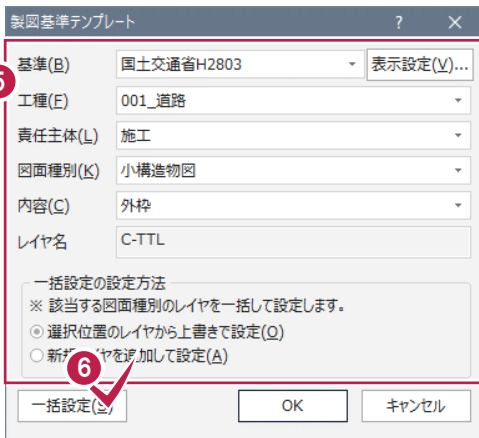 製図基準テンプレート ? ×
5
基準(B) 国土交通省H2803 表示設定(V)...
工種(F) 001_道路
責任主体(L) 施工
図面種別(K) 小構造物図
内容(C) 外枠
レイヤ名 C-TTL
一括設定の設定方法
※ 該当する図面種別のレイヤを一括して設定します。
選択位置のレイヤから上書きで設定(O)
新規レイヤを追加して設定(A)
6
一括設定(S) OK キャンセル